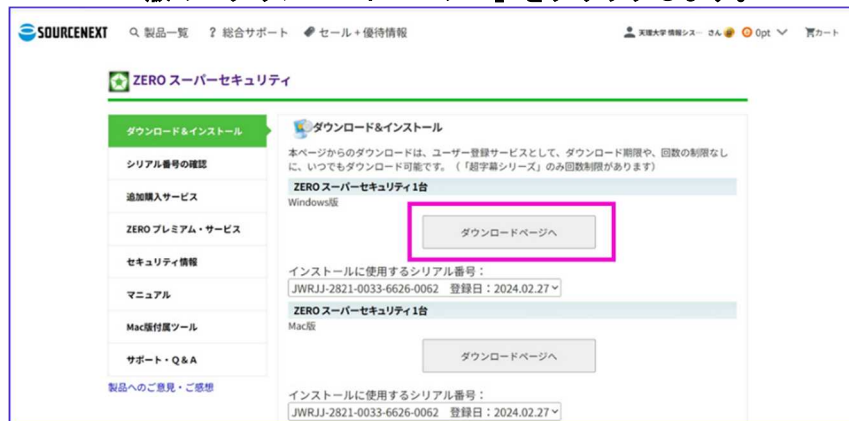 SOURCENEXT 製品一覧 ? 総合サポート セール + 優待情報 天理大学 情報シス… さん 0pt カート
ZERO スーパーセキュリティ
ダウンロード&インストール
シリアル番号の確認
追加購入サービス
ZERO プレミアム・サービス
セキュリティ情報
マニュアル
Mac版付属ツール
サポート・Q&A
製品へのご意見・ご感想
ダウンロード&インストール
本ページからのダウンロードは、ユーザー登録サービスとして、ダウンロード期限や、回数の制限なし
に、いつでもダウンロード可能です。（「超字幕シリーズ」のみ回数制限があります）
ZERO スーパーセキュリティ 1台
Windows版
ダウンロードページへ
インストールに使用するシリアル番号：
JWRJJ-2821-0033-6626-0062 登録日：2024.02.27
ZERO スーパーセキュリティ 1台
Mac版
ダウンロードページへ
インストールに使用するシリアル番号：
JWRJJ-2821-0033-6626-0062 登録日：2024.02.27